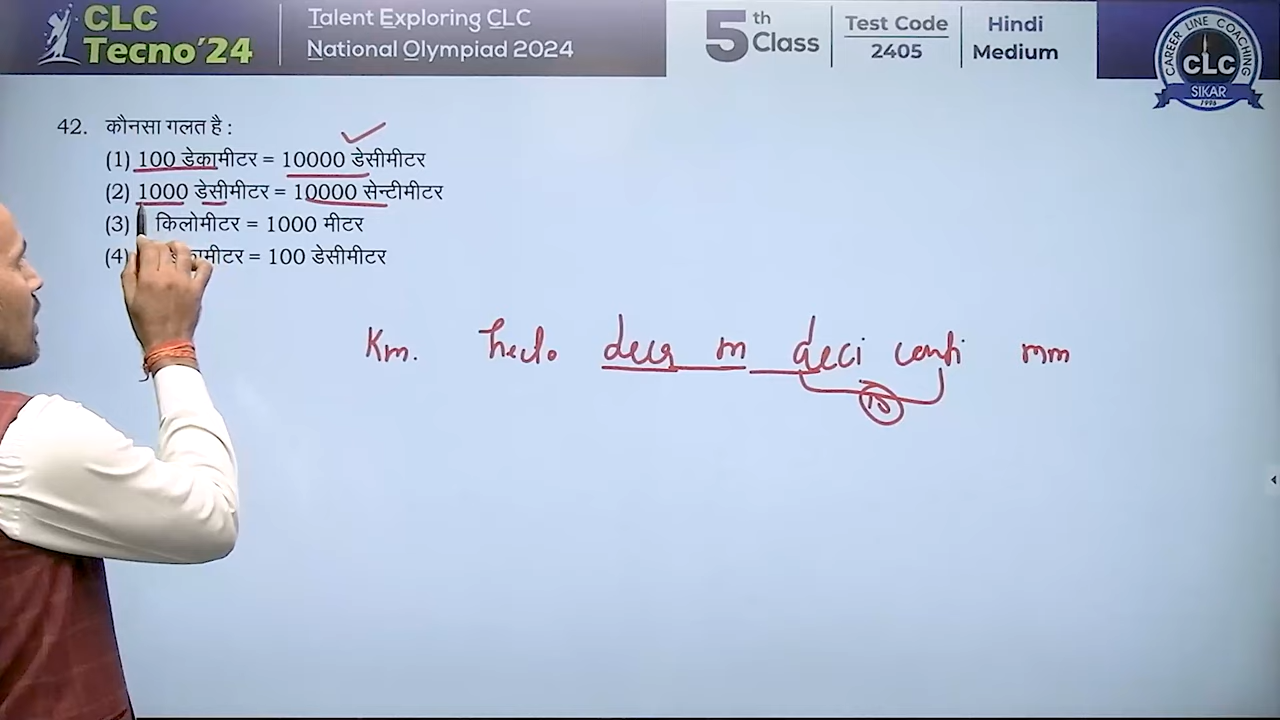 CLC
Tecno'24
Talent Exploring CLC
National Olympiad 2024
5th Class
Test Code
2405
Hindi
Medium
CAREER LINE COACHING
CLC
SIKAR
1996
42. कौनसा गलत है :
(1) 100 डेकामीटर = 10000 डेसीमीटर
(2) 1000 डेसीमीटर = 10000 सेन्टीमीटर
(3) किलोमीटर = 1000 मीटर
(4) = 100 डेसीमीटर
Km. hecto deca m deci centi mm
10